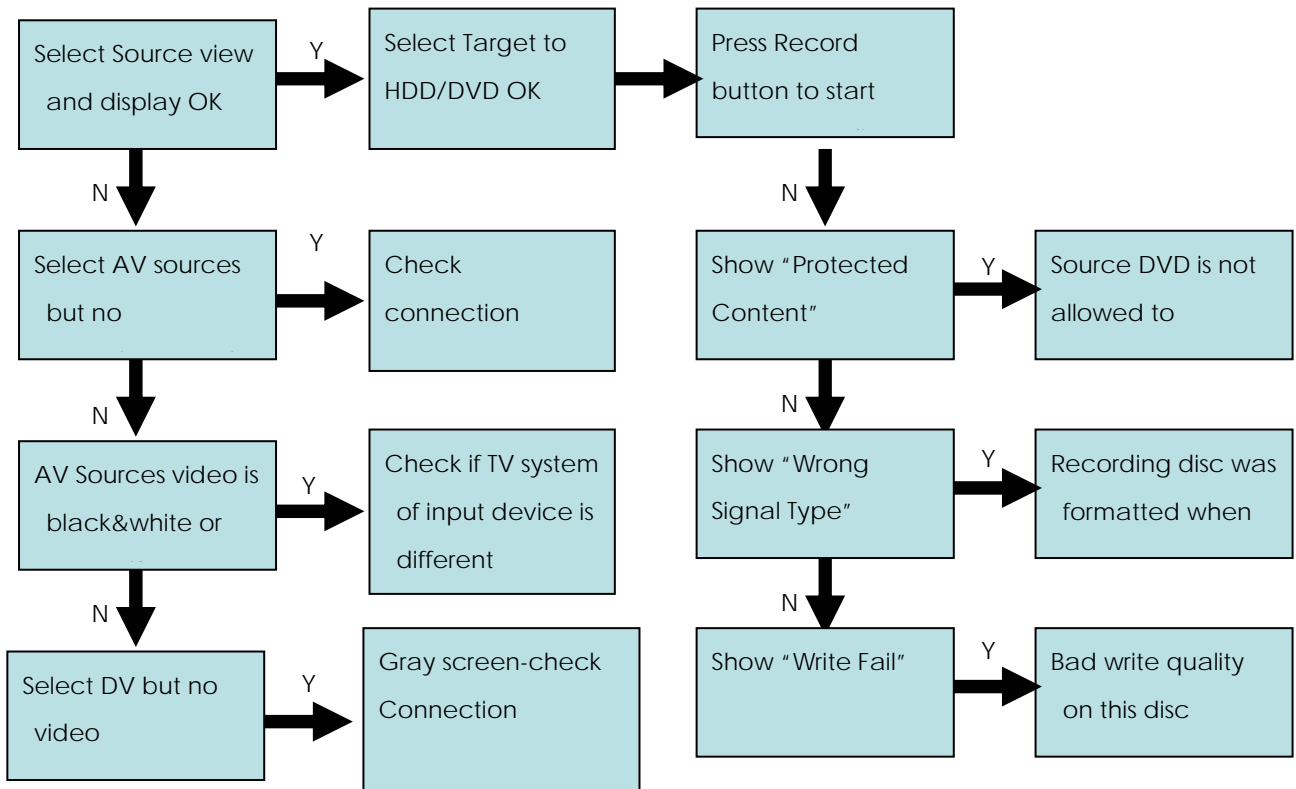 Select Source view
and display OK
Y
Select Target to
HDD/DVD OK
Press Record
button to start
N
N
Select AV sources
but no
Y
Check
connection
Show “Protected
Content”
Y
Source DVD is not
allowed to
N
N
AV Sources video is
black&white or
Y
Check if TV system
of input device is
different
Show “Wrong
Signal Type”
Y
Recording disc was
formatted when
N
N
Select DV but no
video
Y
Gray screen-check
Connection
Show “Write Fail”
Y
Bad write quality
on this disc